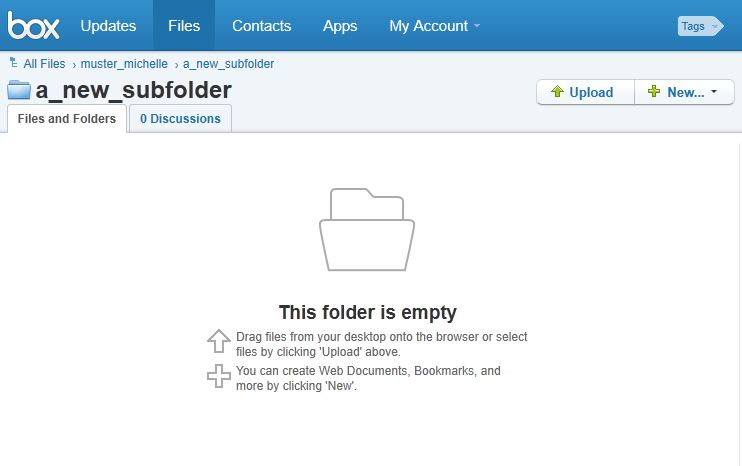 box Updates Files Contacts Apps My Account Tags
All Files › muster_michelle › a_new_subfolder
a_new_subfolder
Upload New...
Files and Folders 0 Discussions
This folder is empty
Drag files from your desktop onto the browser or select
files by clicking 'Upload' above.
You can create Web Documents, Bookmarks, and
more by clicking 'New'.